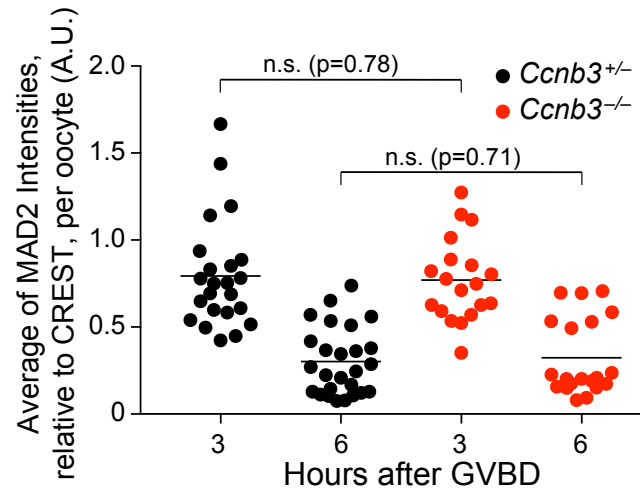 Average of MAD2 Intensities,
relative to CREST, per oocyte (A.U.)
2.0
1.5
1.0
0.5
0
n.s. (p=0.78)
n.s. (p=0.71)
Ccnb3+/–
Ccnb3–/–
3 6 3 6
Hours after GVBD